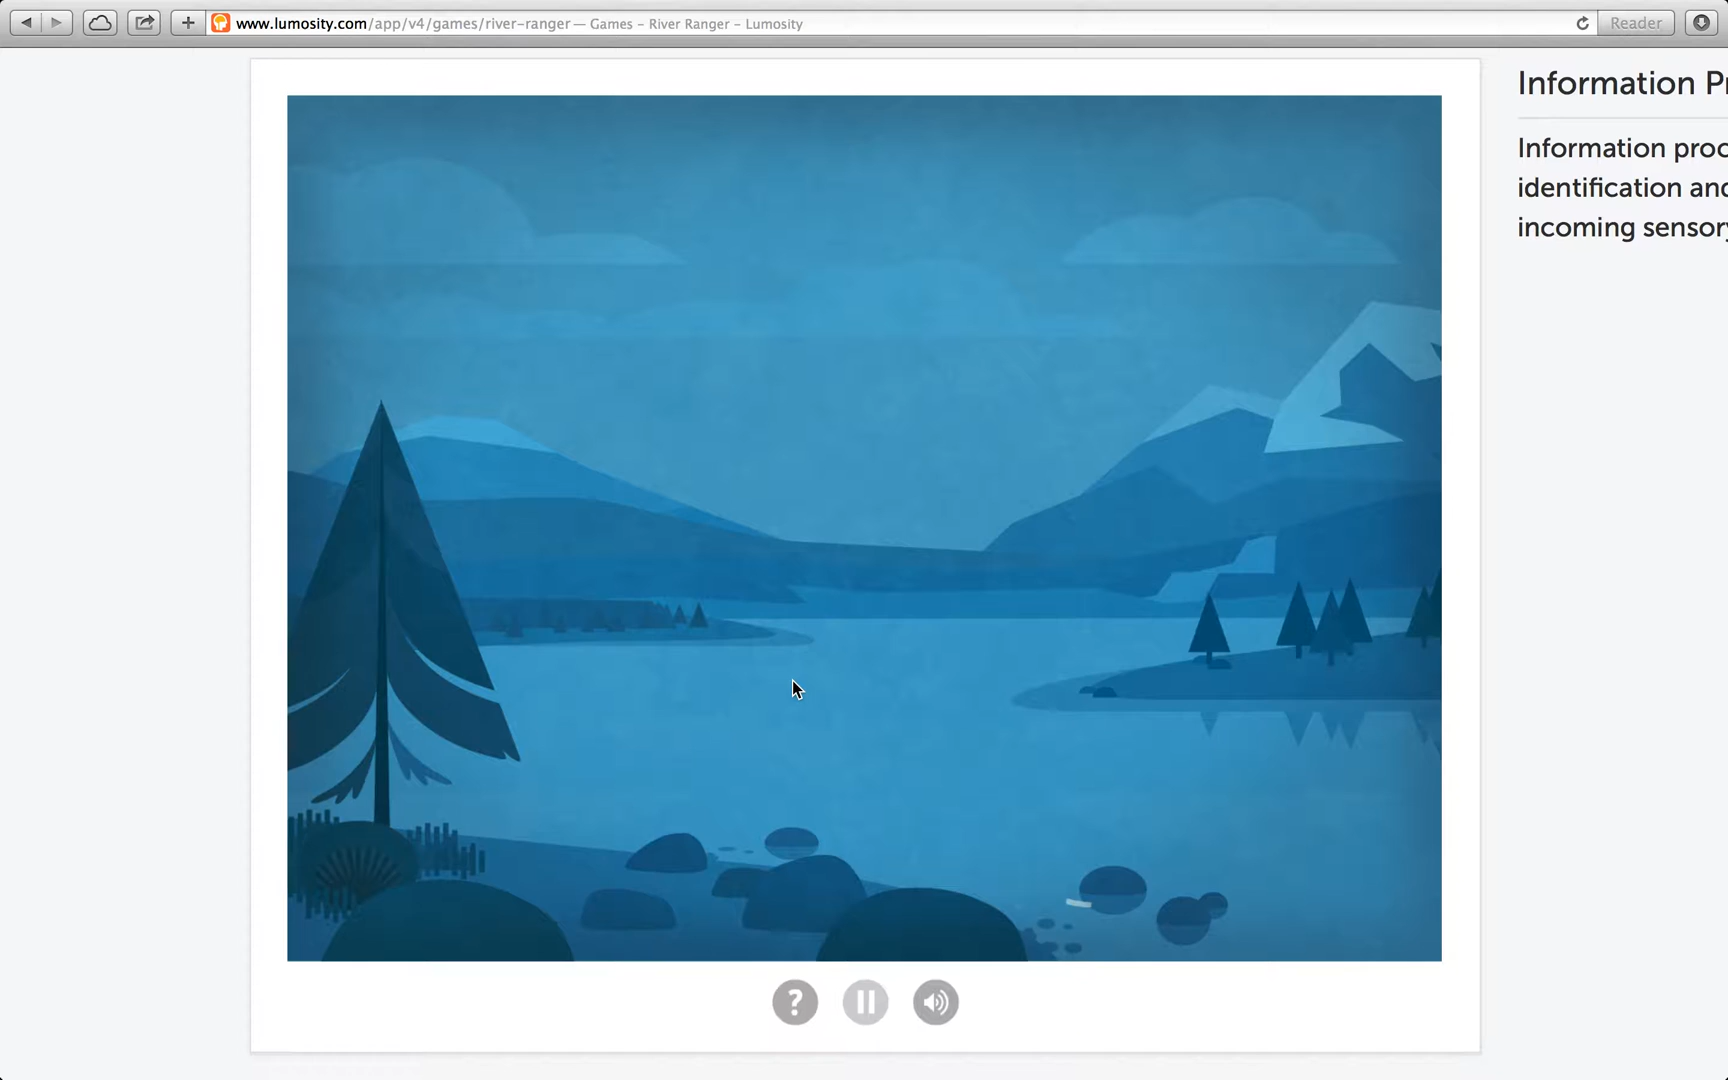 www.lumosity.com/app/v4/games/river-ranger — Games – River Ranger – Lumosity
Reader
Information Pr
Information proc
identification and
incoming sensory
?